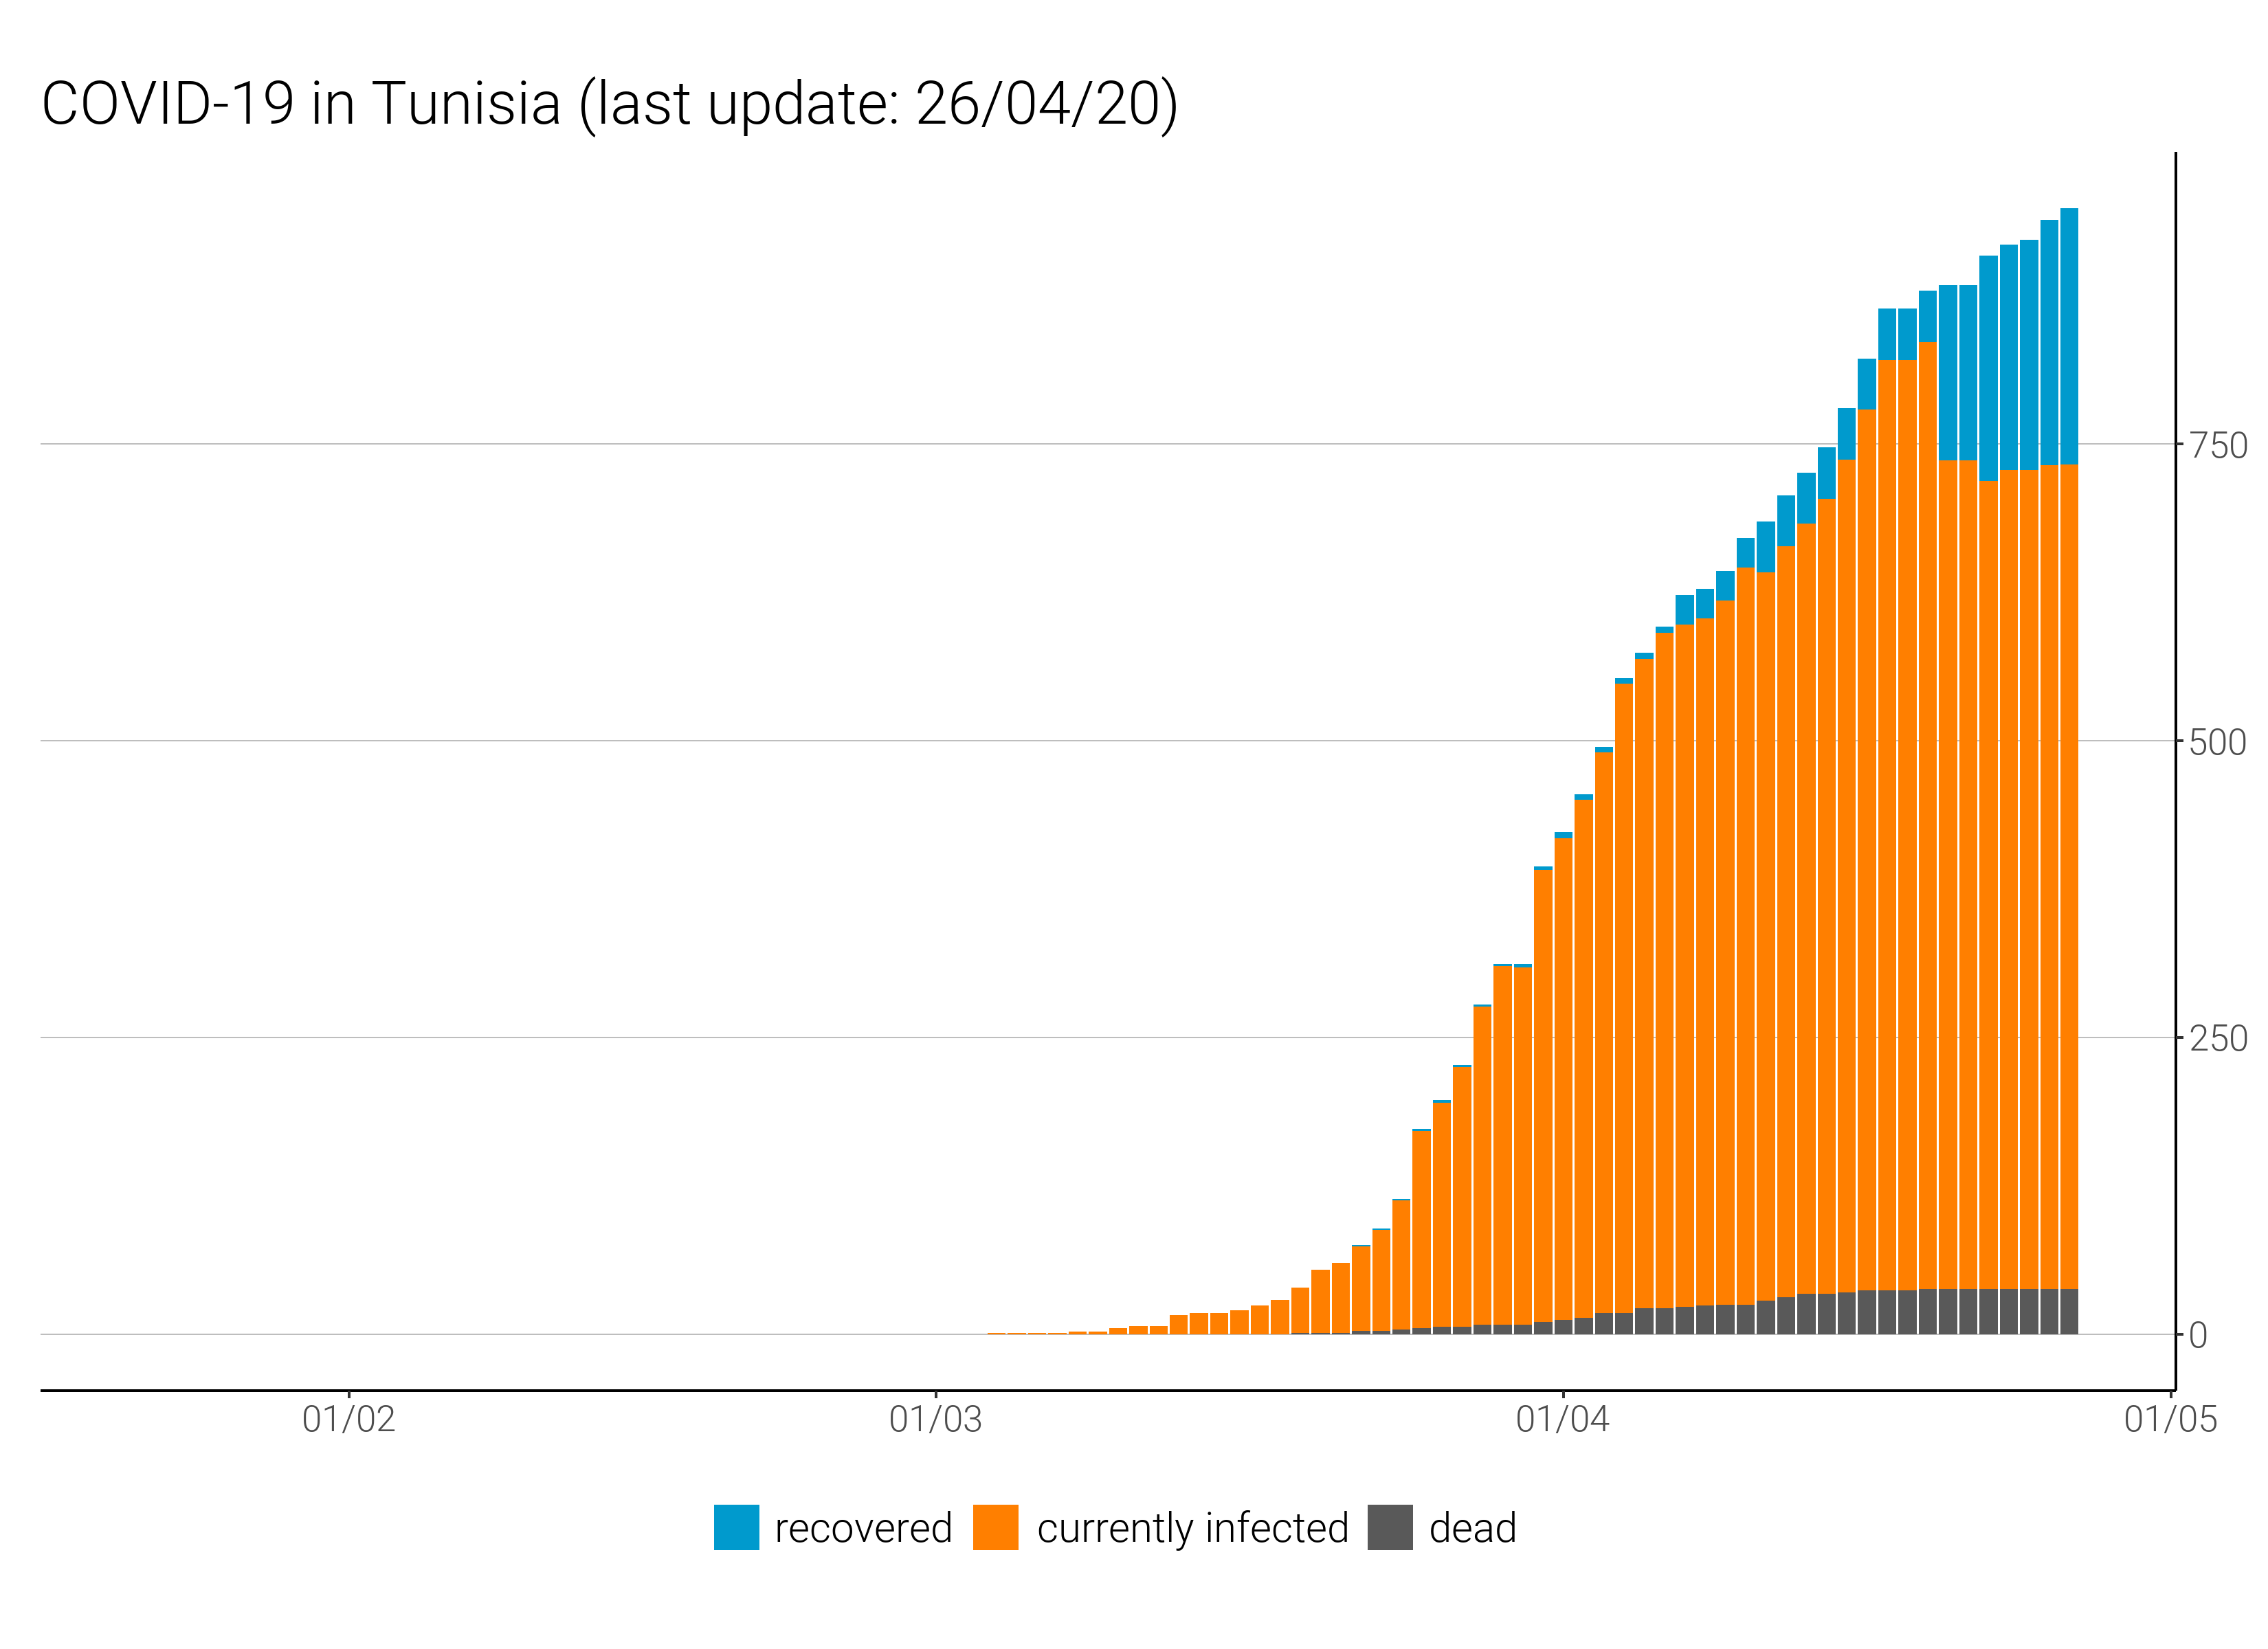 COVID-19 in Tunisia (last update: 26/04/20)
750
500
250
0
01/02 01/03 01/04 01/05
recovered currently infected dead